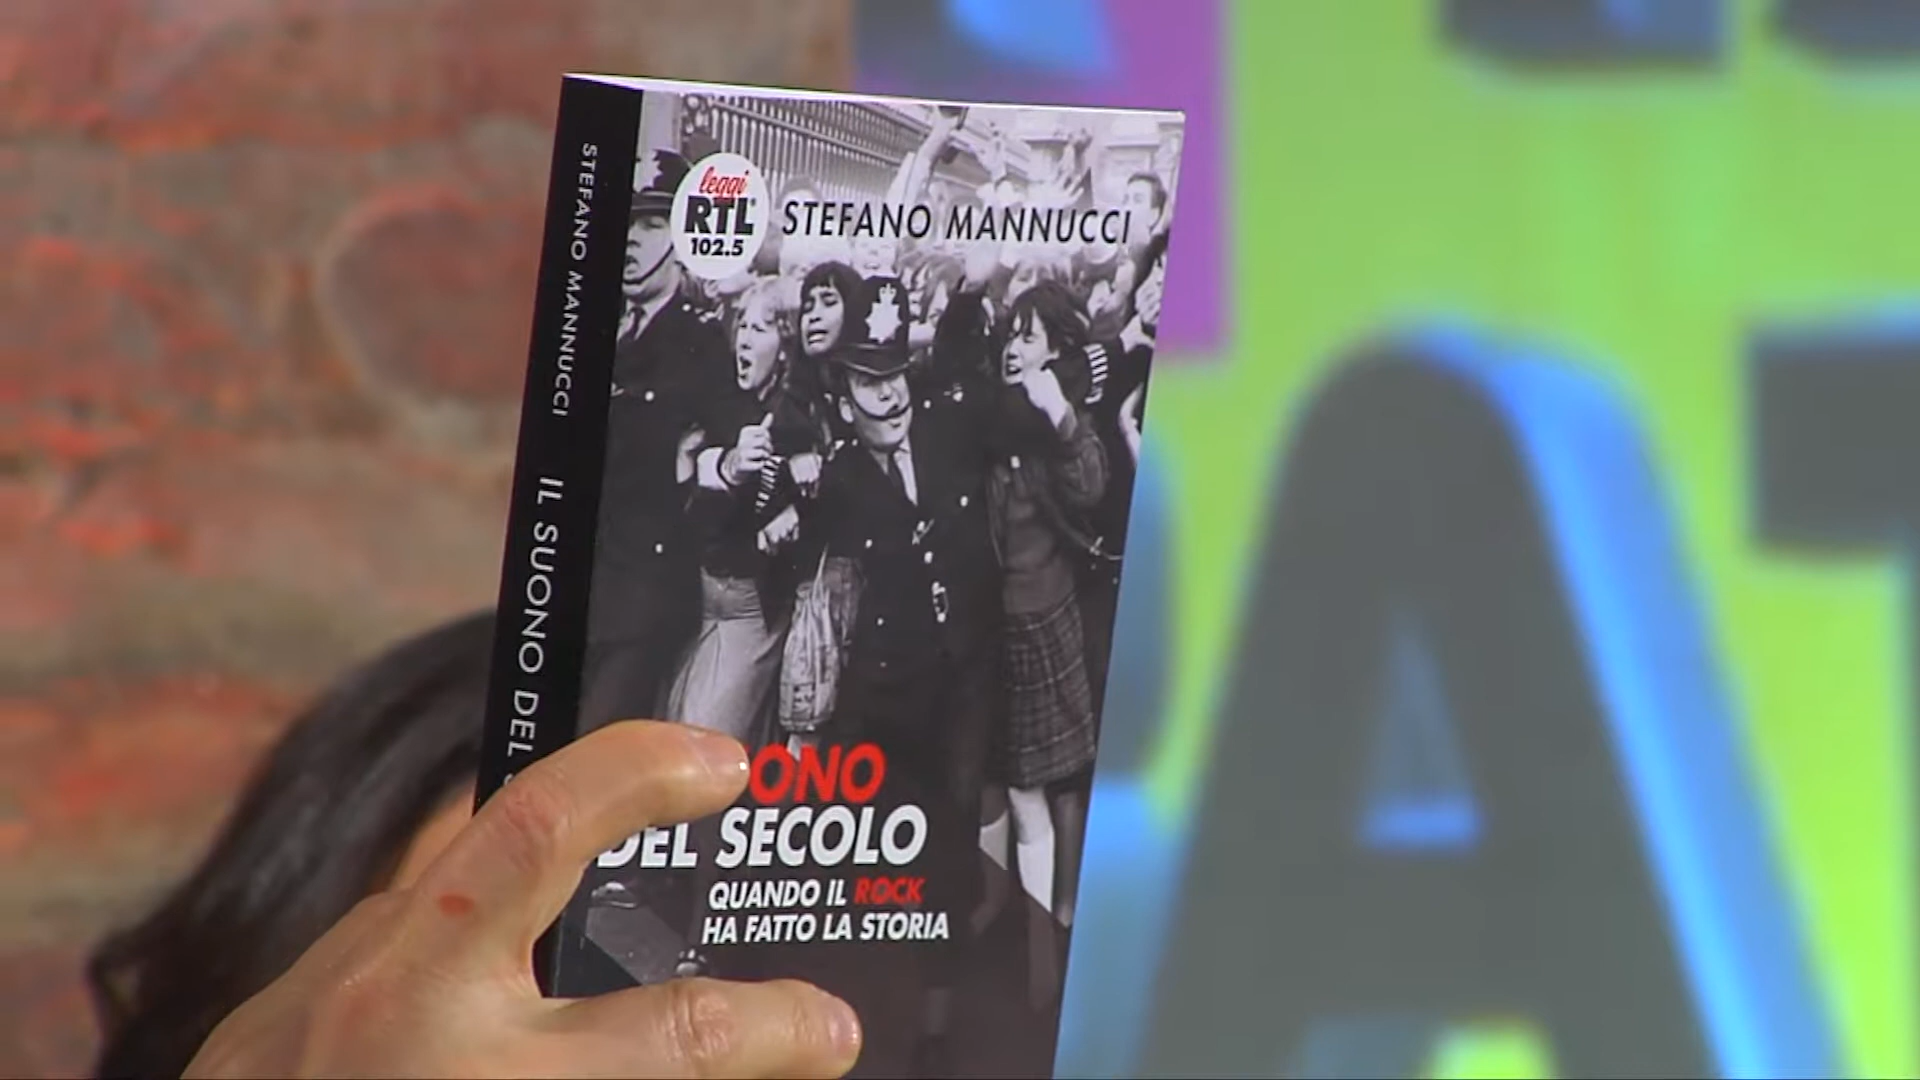 STEFANO MANNUCCI IL SUONO DEL
leggi
RTL
102.5
STEFANO MANNUCCI
ONO
DEL SECOLO
QUANDO IL ROCK
HA FATTO LA STORIA
A